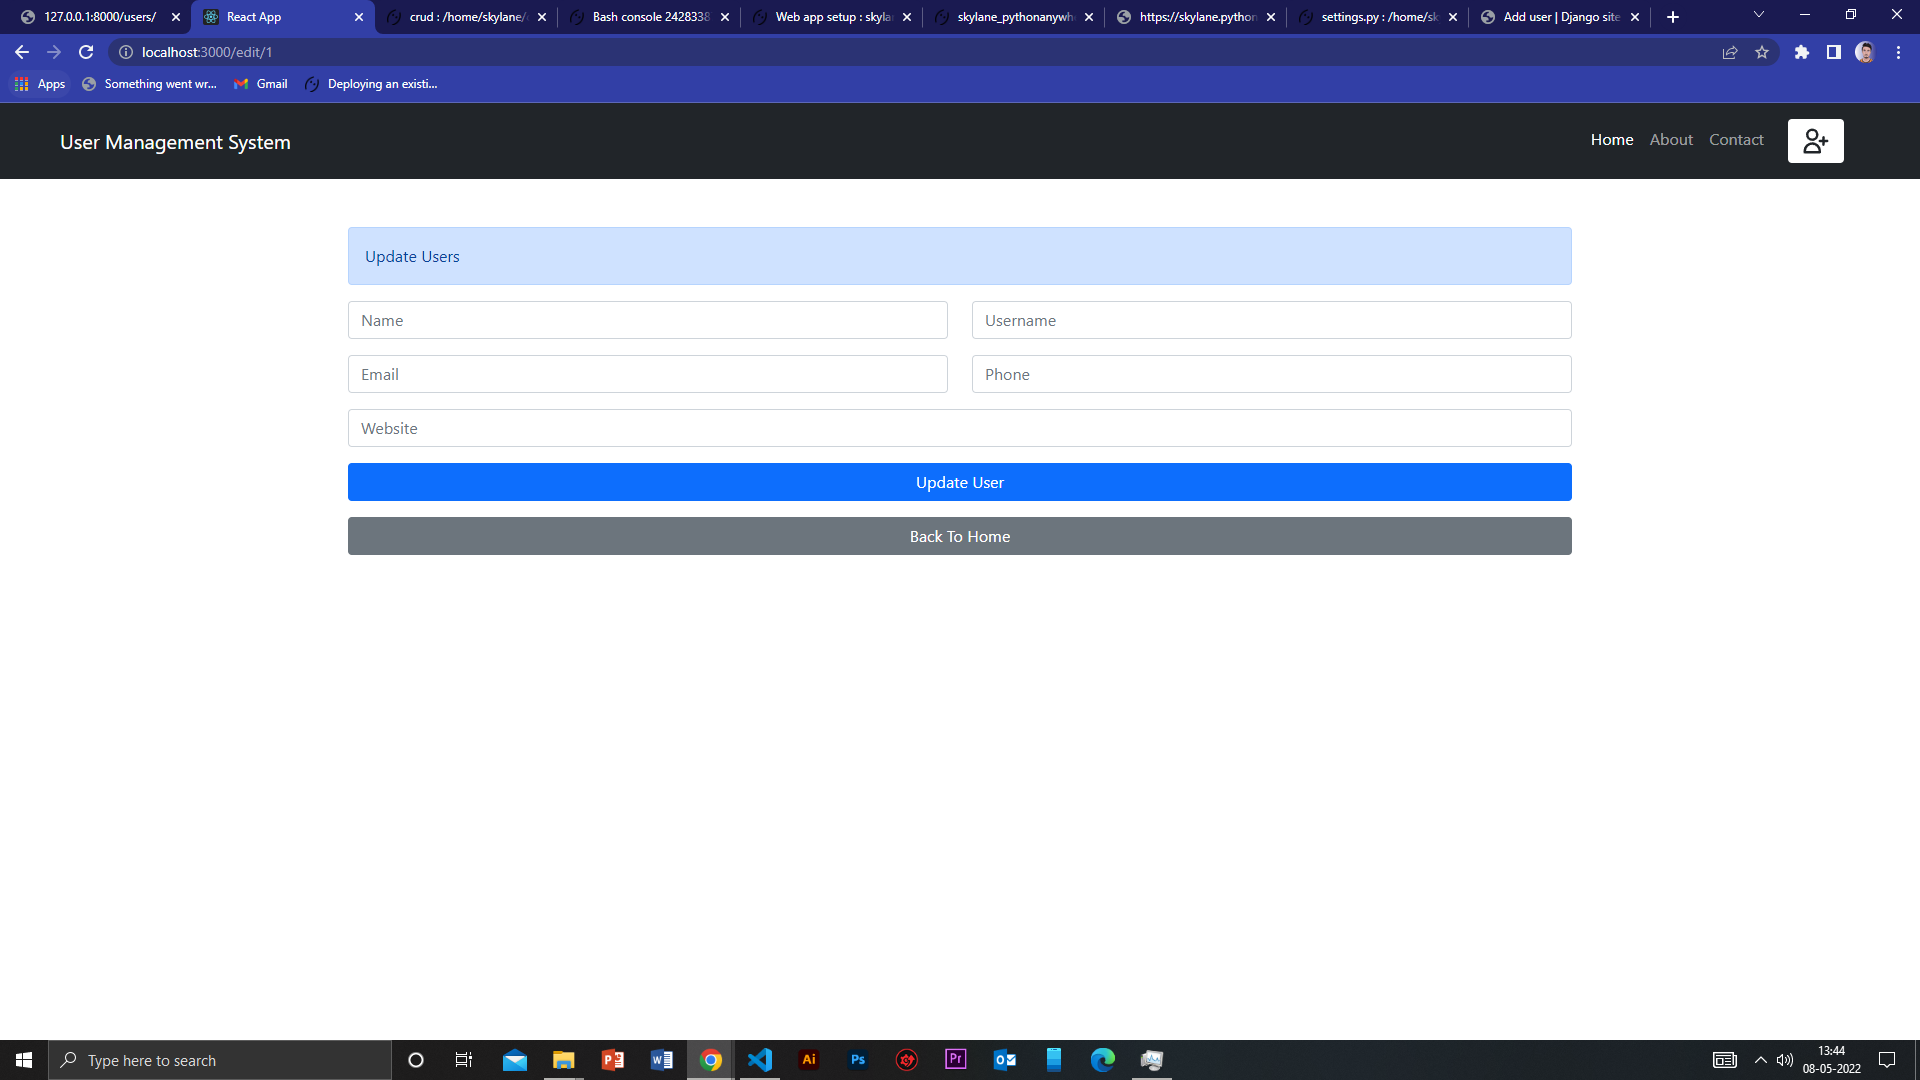 127.0.0.1:8000/users/
React App
crud : /home/skylane/
Bash console 2428338
Web app setup : skyla
skylane_pythonanywh
https://skylane.python
settings.py : /home/sk
Add user | Django site
localhost:3000/edit/1
Apps
Something went wr...
Gmail
Deploying an existi...
User Management System
Home
About
Contact
Update Users
Name
Username
Email
Phone
Website
Update User
Back To Home
Type here to search
Ai
Ps
Pr
13:44
08-05-2022